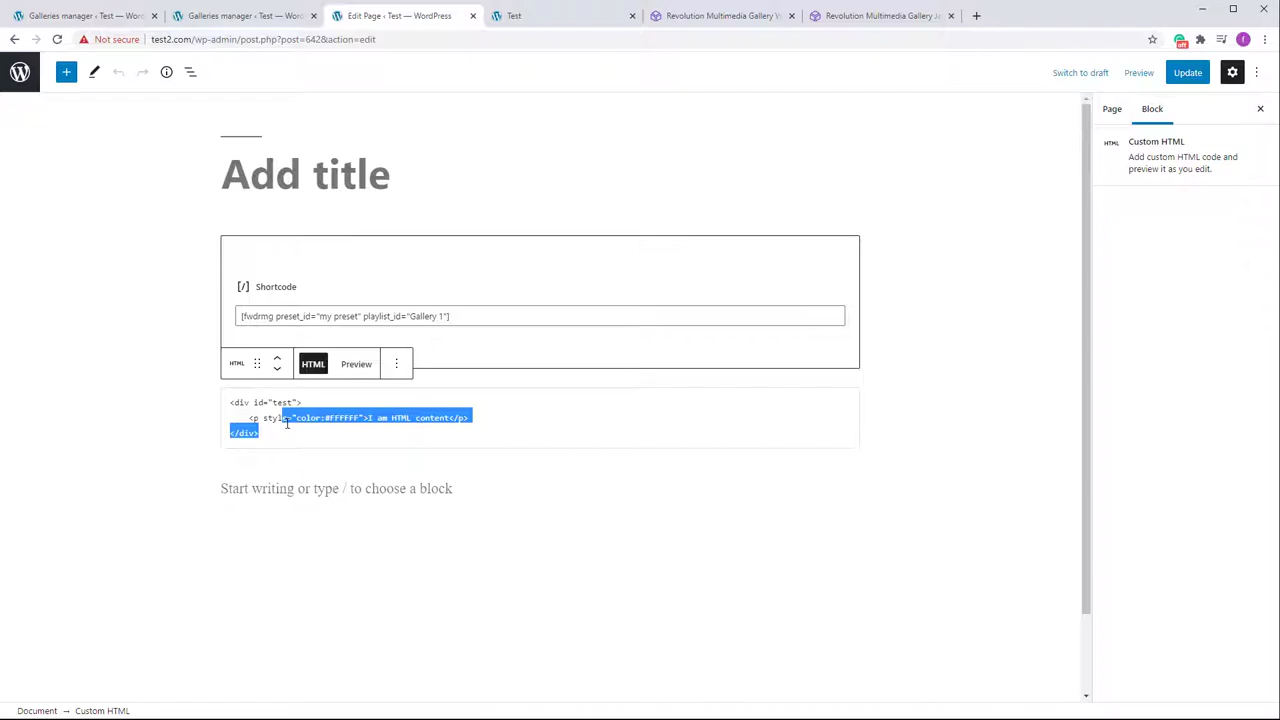 Galleries manager ‹ Test — Wor
Galleries manager ‹ Test — Wor
Edit Page ‹ Test — WordPress
Test
Revolution Multimedia Gallery
Revolution Multimedia Gallery
Not secure
test2.com/wp-admin/post.php?post=642&action=edit
off
f
Switch to draft
Preview
Update
Page
Block
HTML
Custom HTML
Add custom HTML code and
preview it as you edit.
Add title
[/] Shortcode
[fwdrmg preset_id="my preset" playlist_id="Gallery 1"]
HTML
HTML
Preview
<div id="test">
<p style="color:#FFFFFF">I am HTML content</p>
</div>
Start writing or type / to choose a block
Document → Custom HTML